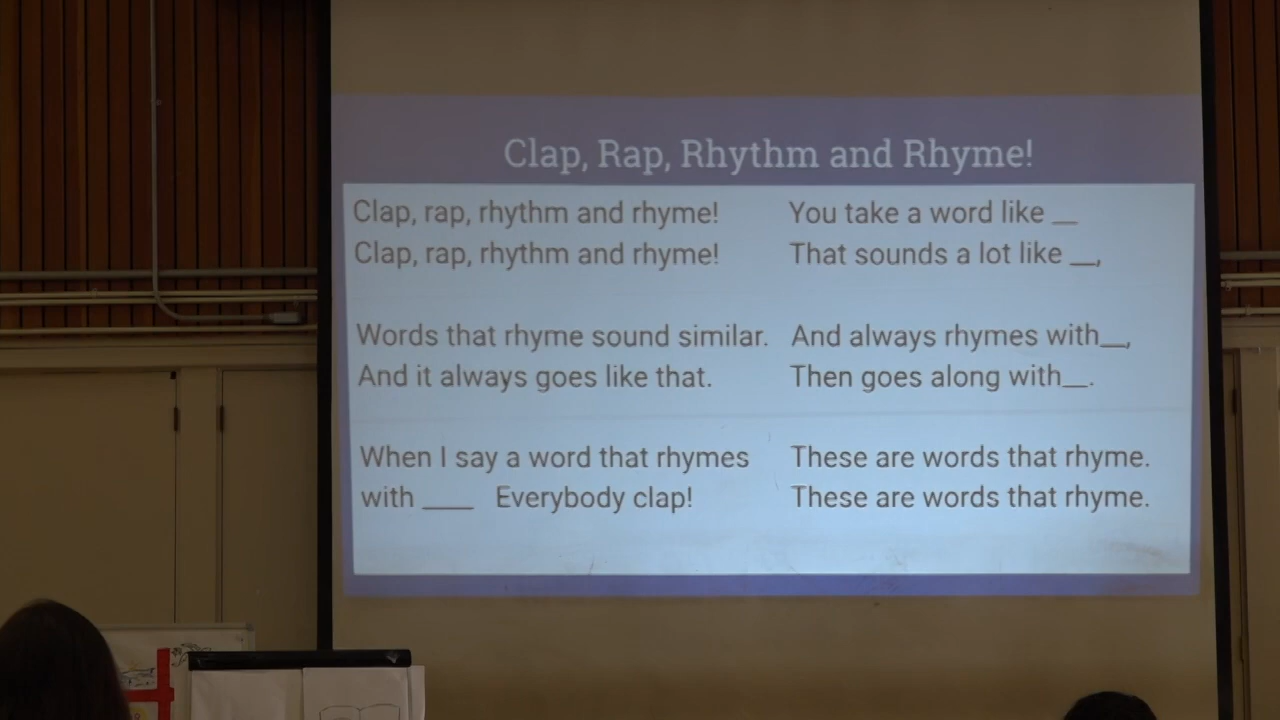 Clap, Rap, Rhythm and Rhyme!
Clap, rap, rhythm and rhyme!
Clap, rap, rhythm and rhyme!
Words that rhyme sound similar.
And it always goes like that.
When I say a word that rhymes
with ____ Everybody clap!
You take a word like __
That sounds a lot like __,
And always rhymes with__,
Then goes along with__.
These are words that rhyme.
These are words that rhyme.